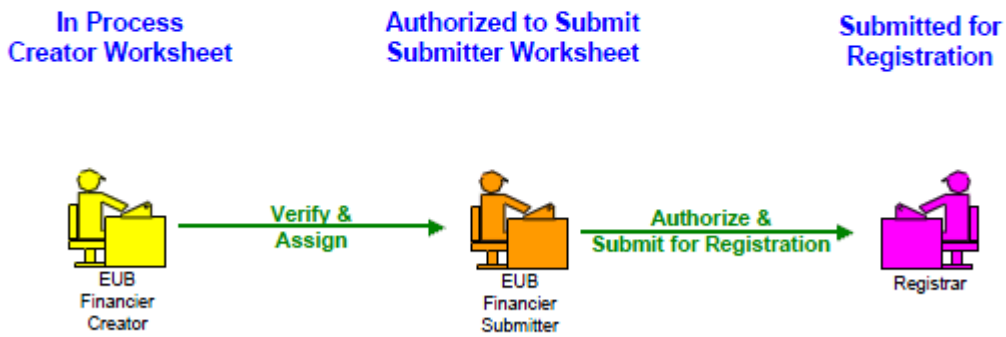 In Process
Creator Worksheet
Authorized to Submit
Submitter Worksheet
Submitted for
Registration
Verify &
Assign
Authorize &
Submit for Registration
EUB
Financier
Creator
EUB
Financier
Submitter
Registrar